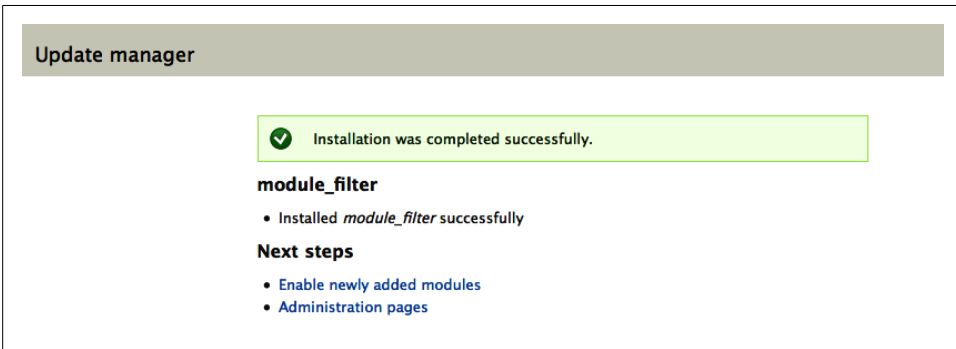 Update manager
Installation was completed successfully.
module_filter
• Installed module_filter successfully
Next steps
• Enable newly added modules
• Administration pages